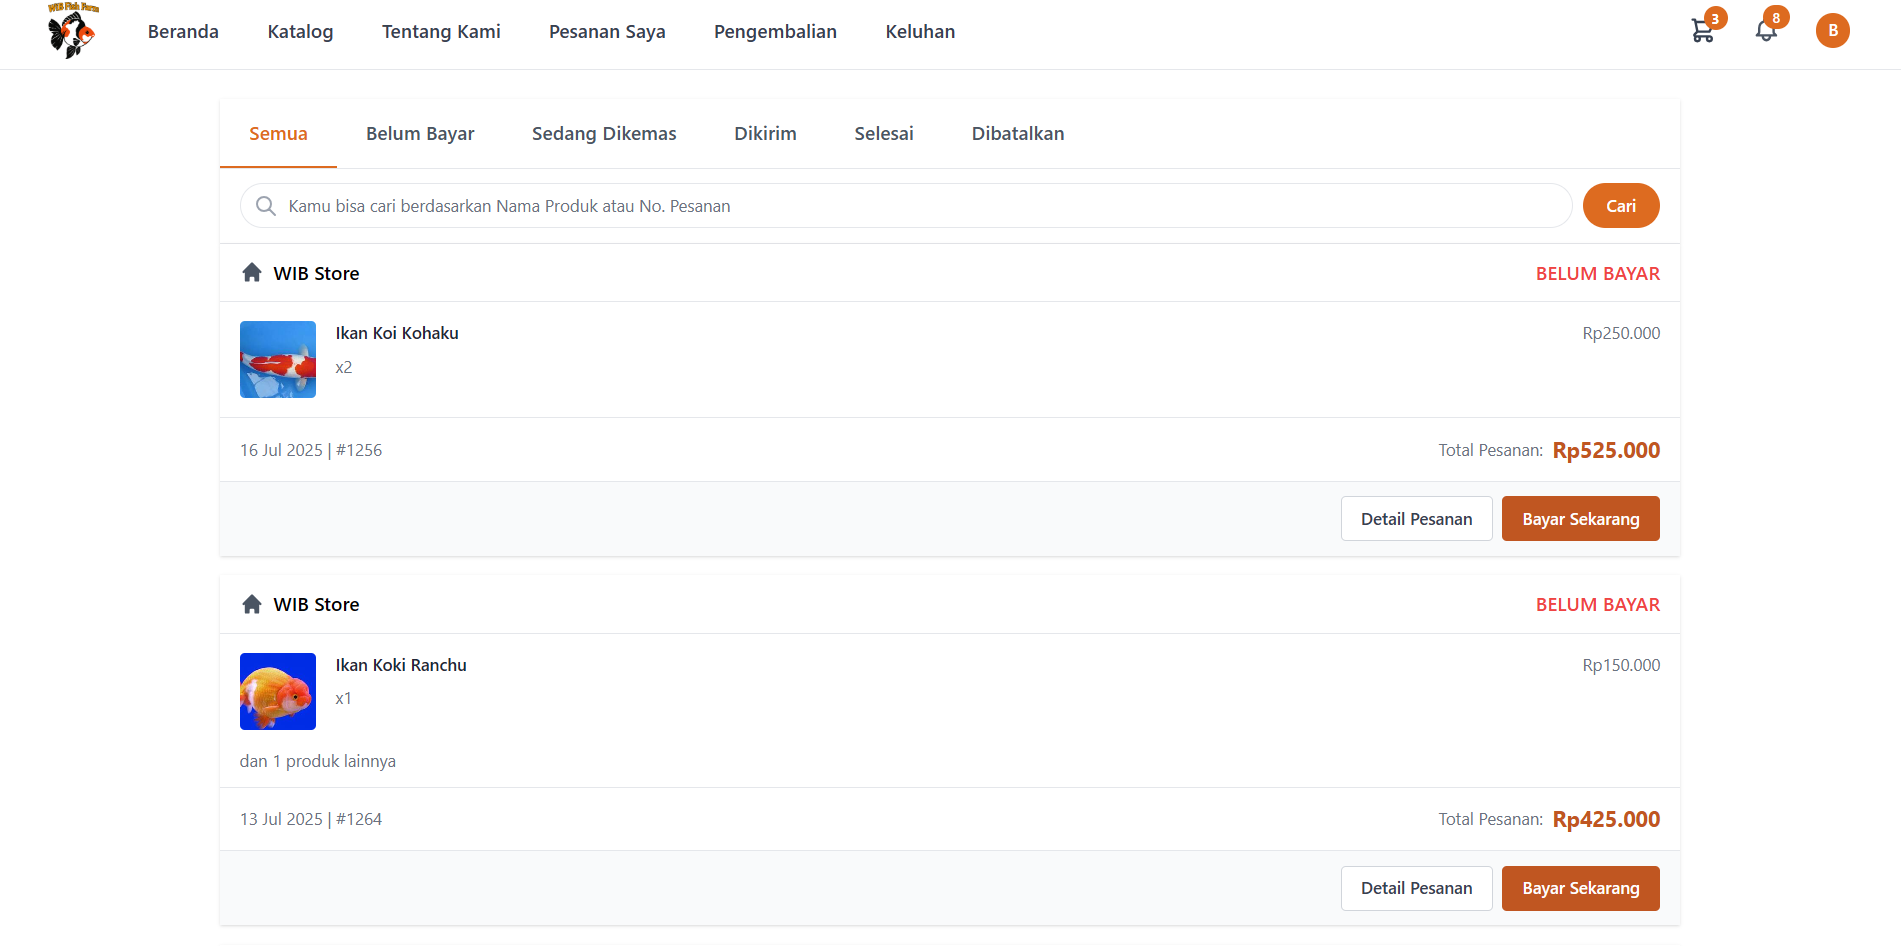 WIB Fish Farm
Beranda Katalog Tentang Kami Pesanan Saya Pengembalian Keluhan 3 8 B
Semua Belum Bayar Sedang Dikemas Dikirim Selesai Dibatalkan
Kamu bisa cari berdasarkan Nama Produk atau No. Pesanan Cari
WIB Store BELUM BAYAR
Ikan Koi Kohaku Rp250.000
x2
16 Jul 2025 | #1256 Total Pesanan: Rp525.000
Detail Pesanan Bayar Sekarang
WIB Store BELUM BAYAR
Ikan Koki Ranchu Rp150.000
x1
dan 1 produk lainnya
13 Jul 2025 | #1264 Total Pesanan: Rp425.000
Detail Pesanan Bayar Sekarang